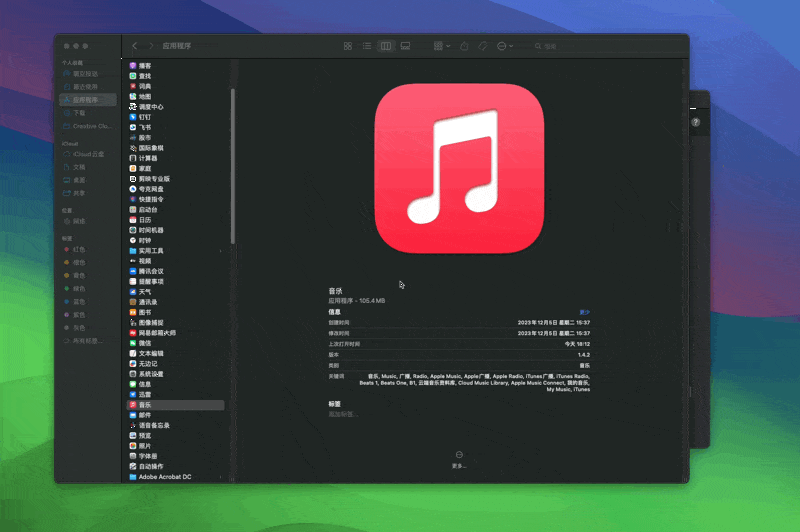 应用程序
搜索
个人收藏
隔空投送
最近使用
应用程序
下载
Creative Clo...
iCloud
iCloud云盘
文稿
桌面
共享
位置
网络
标签
红色
橙色
黄色
绿色
蓝色
紫色
灰色
所有标签...
播客
查找
词典
地图
调度中心
钉钉
飞书
股市
国际象棋
计算器
家庭
剪映专业版
夸克网盘
快捷指令
启动台
日历
时间机器
时钟
实用工具
视频
腾讯会议
提醒事项
天气
通讯录
图书
图像捕捉
网易邮箱大师
微信
文本编辑
无边记
系统设置
信息
迅雷
音乐
邮件
语音备忘录
预览
照片
字体册
自动操作
Adobe Acrobat DC
音乐
应用程序 - 105.4 MB
信息
创建时间 2023年12月5日 星期二 15:37
修改时间 2023年12月5日 星期二 15:37
上次打开时间 今天 18:12
版本 1.4.2
类别 音乐
关键词 音乐, Music, 广播, Radio, Apple Music, Apple广播, Apple Radio, iTunes广播, iTunes Radio,
Beats 1, Beats One, B1, 云端音乐资料库, Cloud Music Library, Apple Music Connect, 我的音乐,
My Music, iTunes
标签
添加标签...
更多...
?